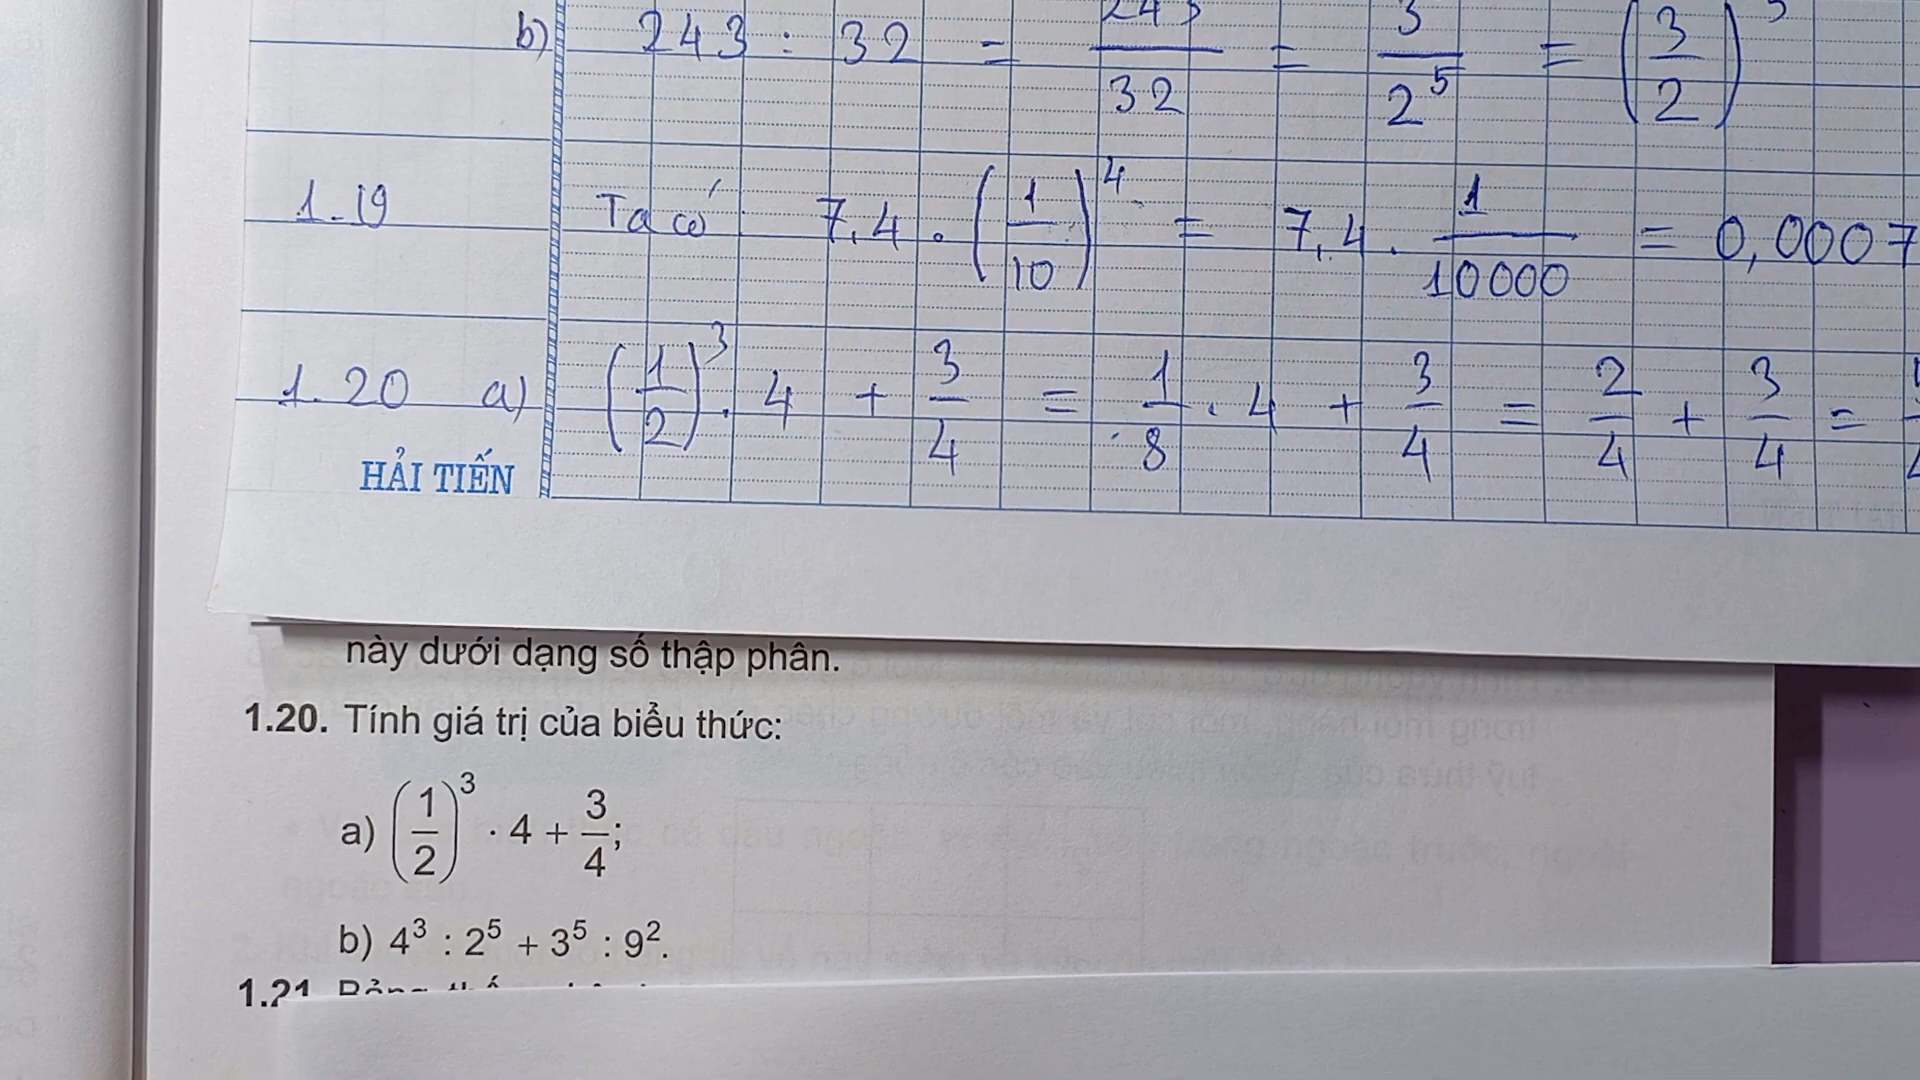 b) 243 : 32 = 243/32 = 3/2^5 = (3/2)^5
1.19 Ta có 7,4 . (1/10)^4 = 7,4 . 1/10000 = 0,0007
1.20 a) (1/2)^3 . 4 + 3/4 = 1/8 . 4 + 3/4 = 2/4 + 3/4 =
HẢI TIẾN
này dưới dạng số thập phân.
1.20. Tính giá trị của biểu thức:
a) (1/2)^3 · 4 + 3/4;
b) 4^3 : 2^5 + 3^5 : 9^2.
1.21